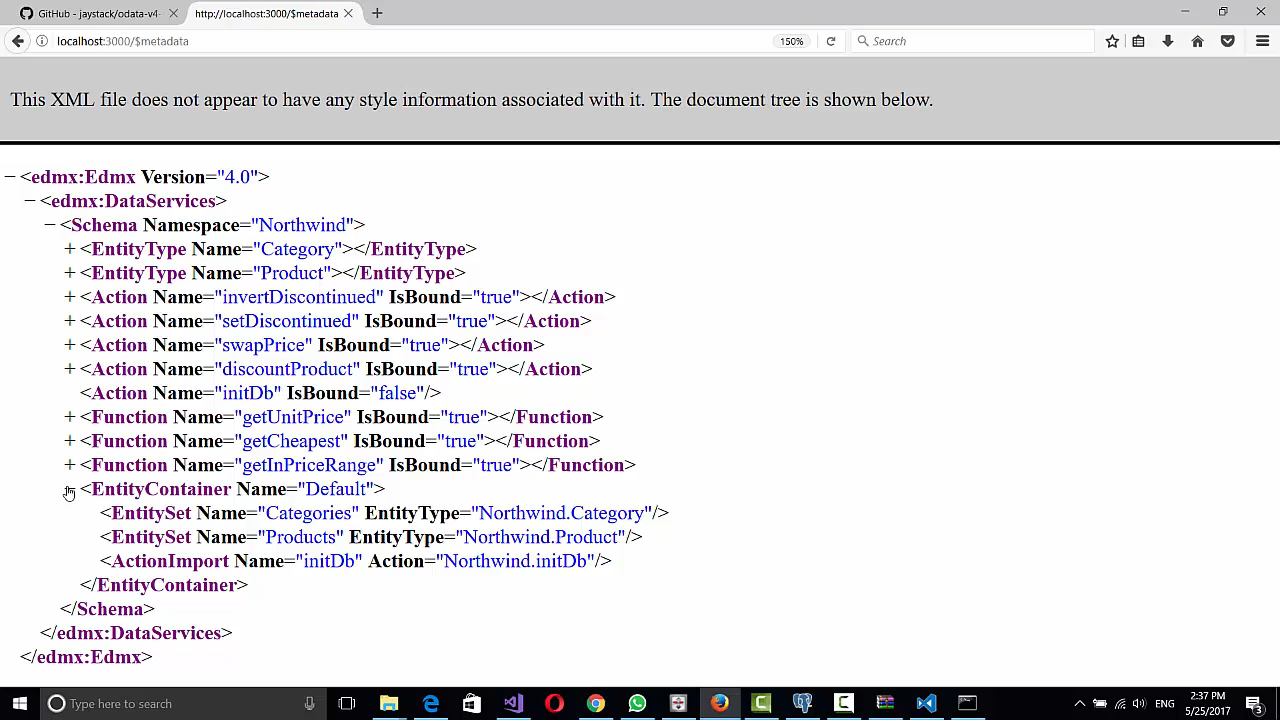 GitHub - jaystack/odata-v4-
http://localhost:3000/$metadata
localhost:3000/$metadata
150%
Search
This XML file does not appear to have any style information associated with it. The document tree is shown below.
− <edmx:Edmx Version="4.0">
− <edmx:DataServices>
− <Schema Namespace="Northwind">
+ <EntityType Name="Category"></EntityType>
+ <EntityType Name="Product"></EntityType>
+ <Action Name="invertDiscontinued" IsBound="true"></Action>
+ <Action Name="setDiscontinued" IsBound="true"></Action>
+ <Action Name="swapPrice" IsBound="true"></Action>
+ <Action Name="discountProduct" IsBound="true"></Action>
<Action Name="initDb" IsBound="false"/>
+ <Function Name="getUnitPrice" IsBound="true"></Function>
+ <Function Name="getCheapest" IsBound="true"></Function>
+ <Function Name="getInPriceRange" IsBound="true"></Function>
<EntityContainer Name="Default">
<EntitySet Name="Categories" EntityType="Northwind.Category"/>
<EntitySet Name="Products" EntityType="Northwind.Product"/>
<ActionImport Name="initDb" Action="Northwind.initDb"/>
</EntityContainer>
</Schema>
</edmx:DataServices>
</edmx:Edmx>
Type here to search
ENG
2:37 PM
5/25/2017
3